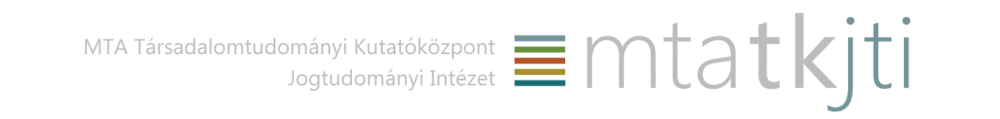 MTA Társadalomtudományi Kutatóközpont
Jogtudományi Intézet
mtatkjti